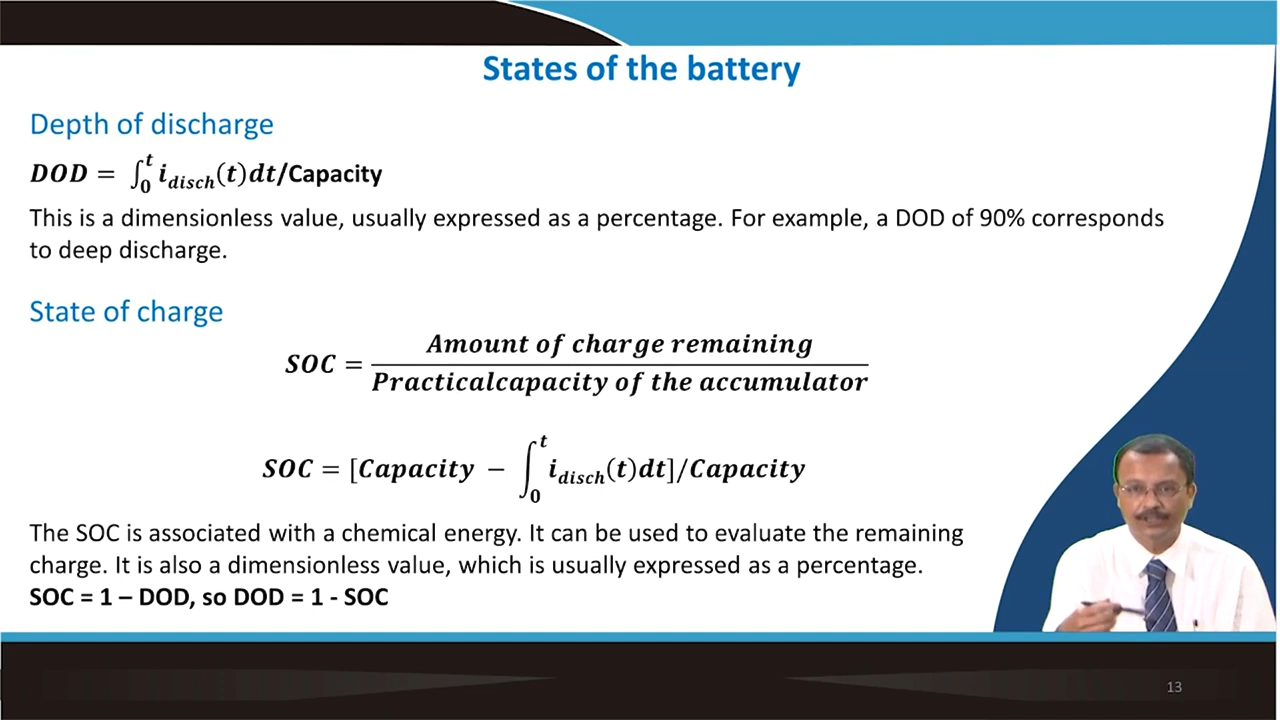 States of the battery
Depth of discharge
DOD = ∫₀ᵗ i_disch(t)dt/Capacity
This is a dimensionless value, usually expressed as a percentage. For example, a DOD of 90% corresponds
to deep discharge.
State of charge
SOC = Amount of charge remaining / Practicalcapacity of the accumulator
SOC = [Capacity − ∫₀ᵗ i_disch(t)dt]/Capacity
The SOC is associated with a chemical energy. It can be used to evaluate the remaining
charge. It is also a dimensionless value, which is usually expressed as a percentage.
SOC = 1 – DOD, so DOD = 1 - SOC
13